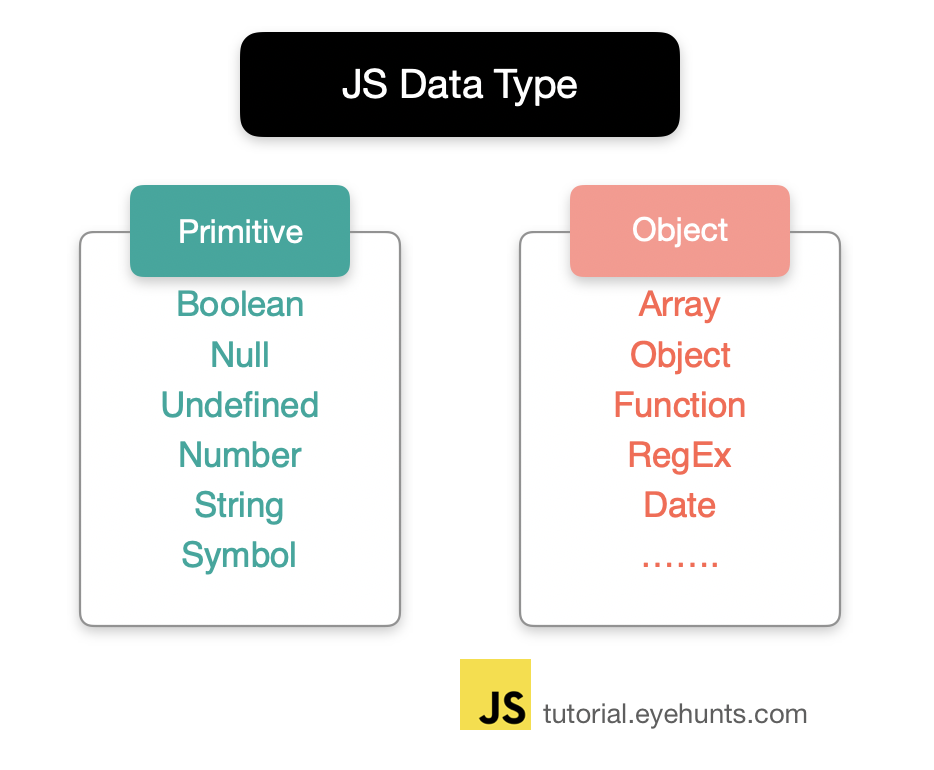 JS Data Type
Primitive
Boolean
Null
Undefined
Number
String
Symbol
Object
Array
Object
Function
RegEx
Date
.......
JS tutorial.eyehunts.com